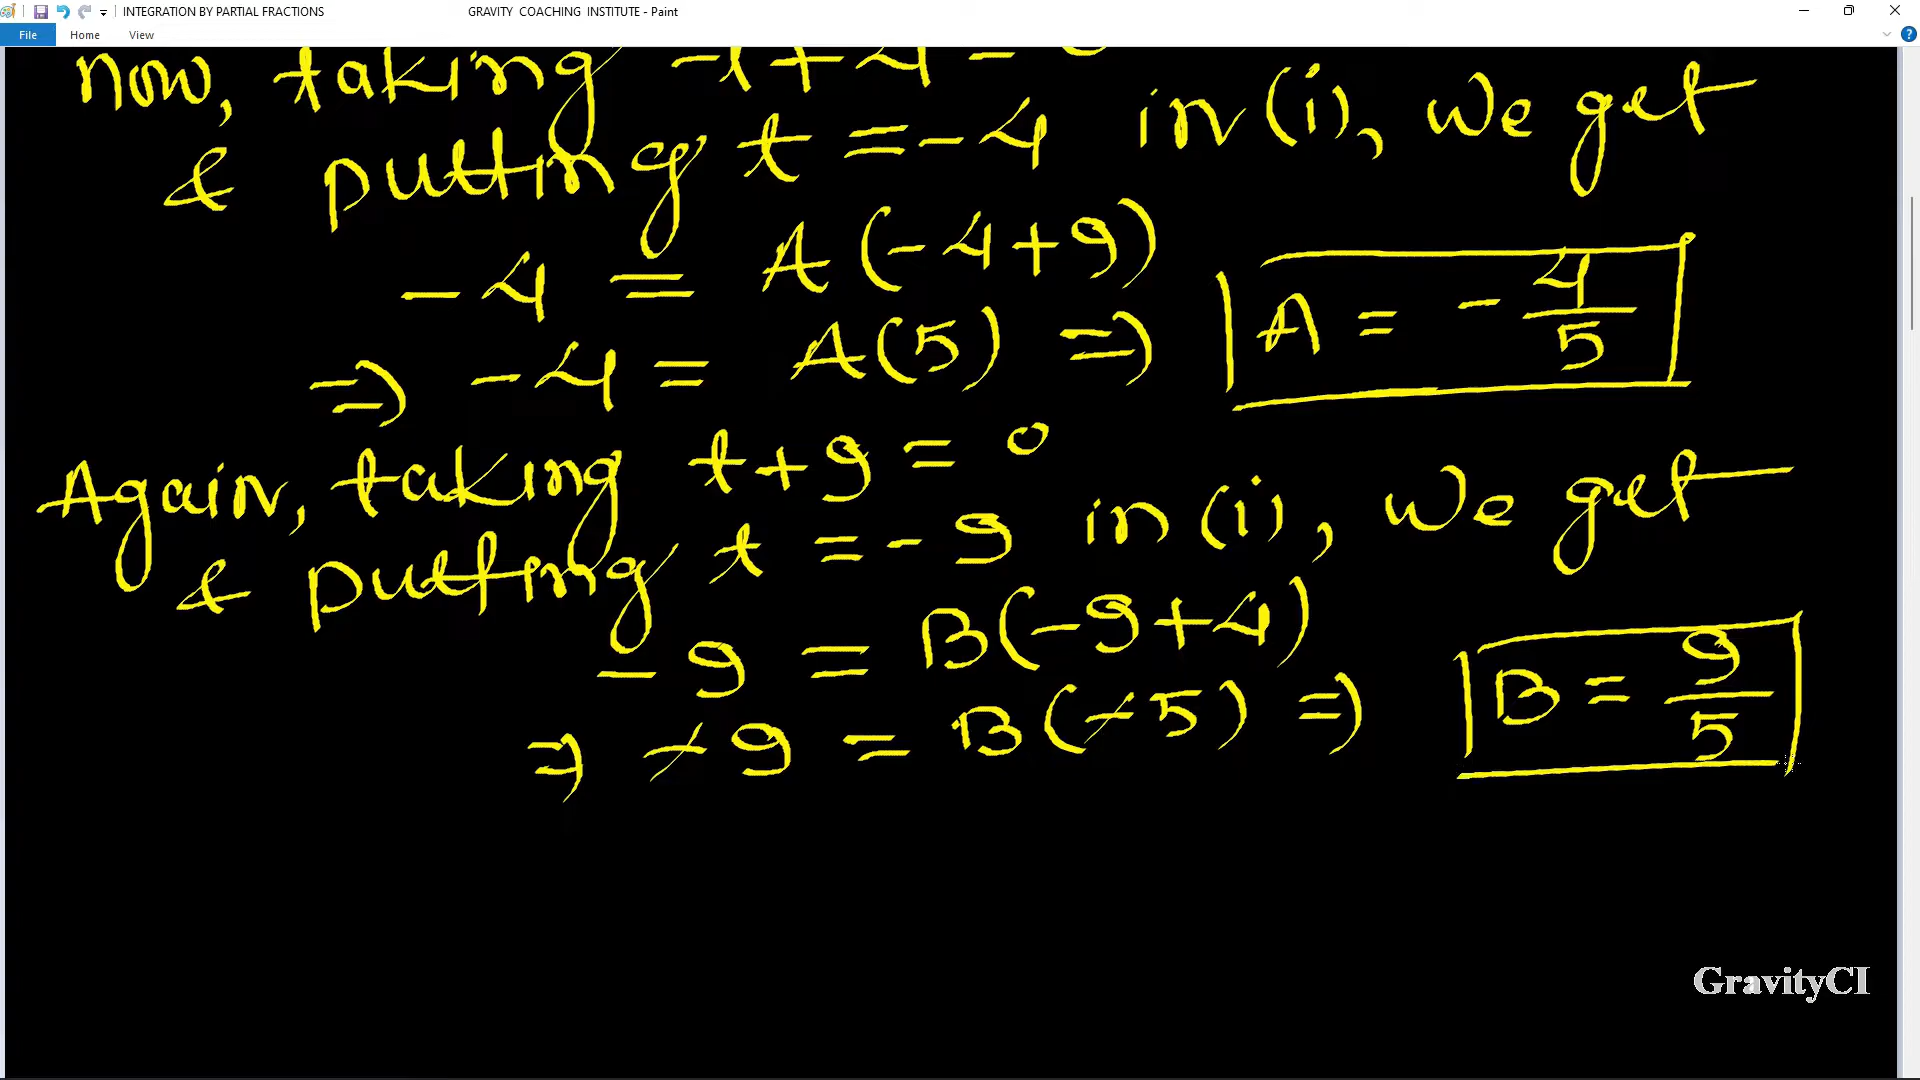 INTEGRATION BY PARTIAL FRACTIONS GRAVITY COACHING INSTITUTE - Paint
File Home View
now, taking t+4=0
& putting t=-4 in (i), we get
-4 = A(-4+9)
=> -4 = A(5) => A = -4/5
Again, taking t+9=0
& putting t=-9 in (i), we get
-9 = B(-9+4)
=> -9 = B(-5) => B = 9/5
GravityCI